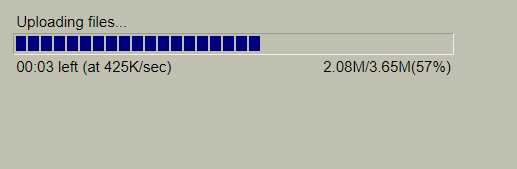 Uploading files...
00:03 left (at 425K/sec) 2.08M/3.65M(57%)